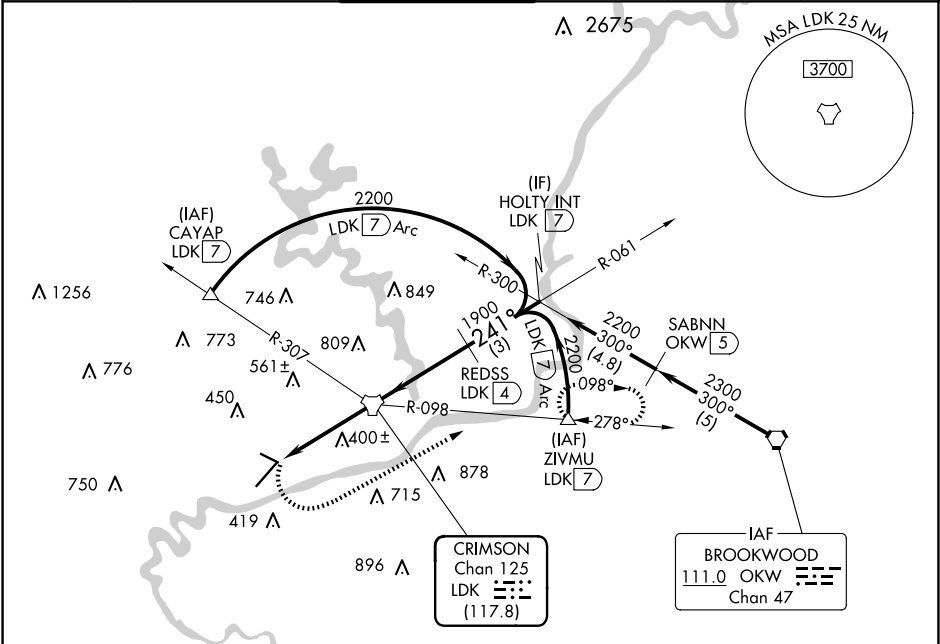 2675
MSA LDK 25 NM
3700
(IF)
HOLTY INT
LDK 7
2200
LDK 7 Arc
(IAF)
CAYAP
LDK 7
R-061
R-300
1256
746
849
1900
241°
(3)
2200
300°
(4.8)
SABNN
OKW 5
773
R-307
809
776
561±
REDSS
LDK 4
LDK 7 Arc
2200
2300
300°
(5)
098°
450
R-098
278°
400±
(IAF)
ZIVMU
LDK 7
750
878
715
419
896
CRIMSON
Chan 125
LDK
(117.8)
IAF
BROOKWOOD
111.0 OKW
Chan 47